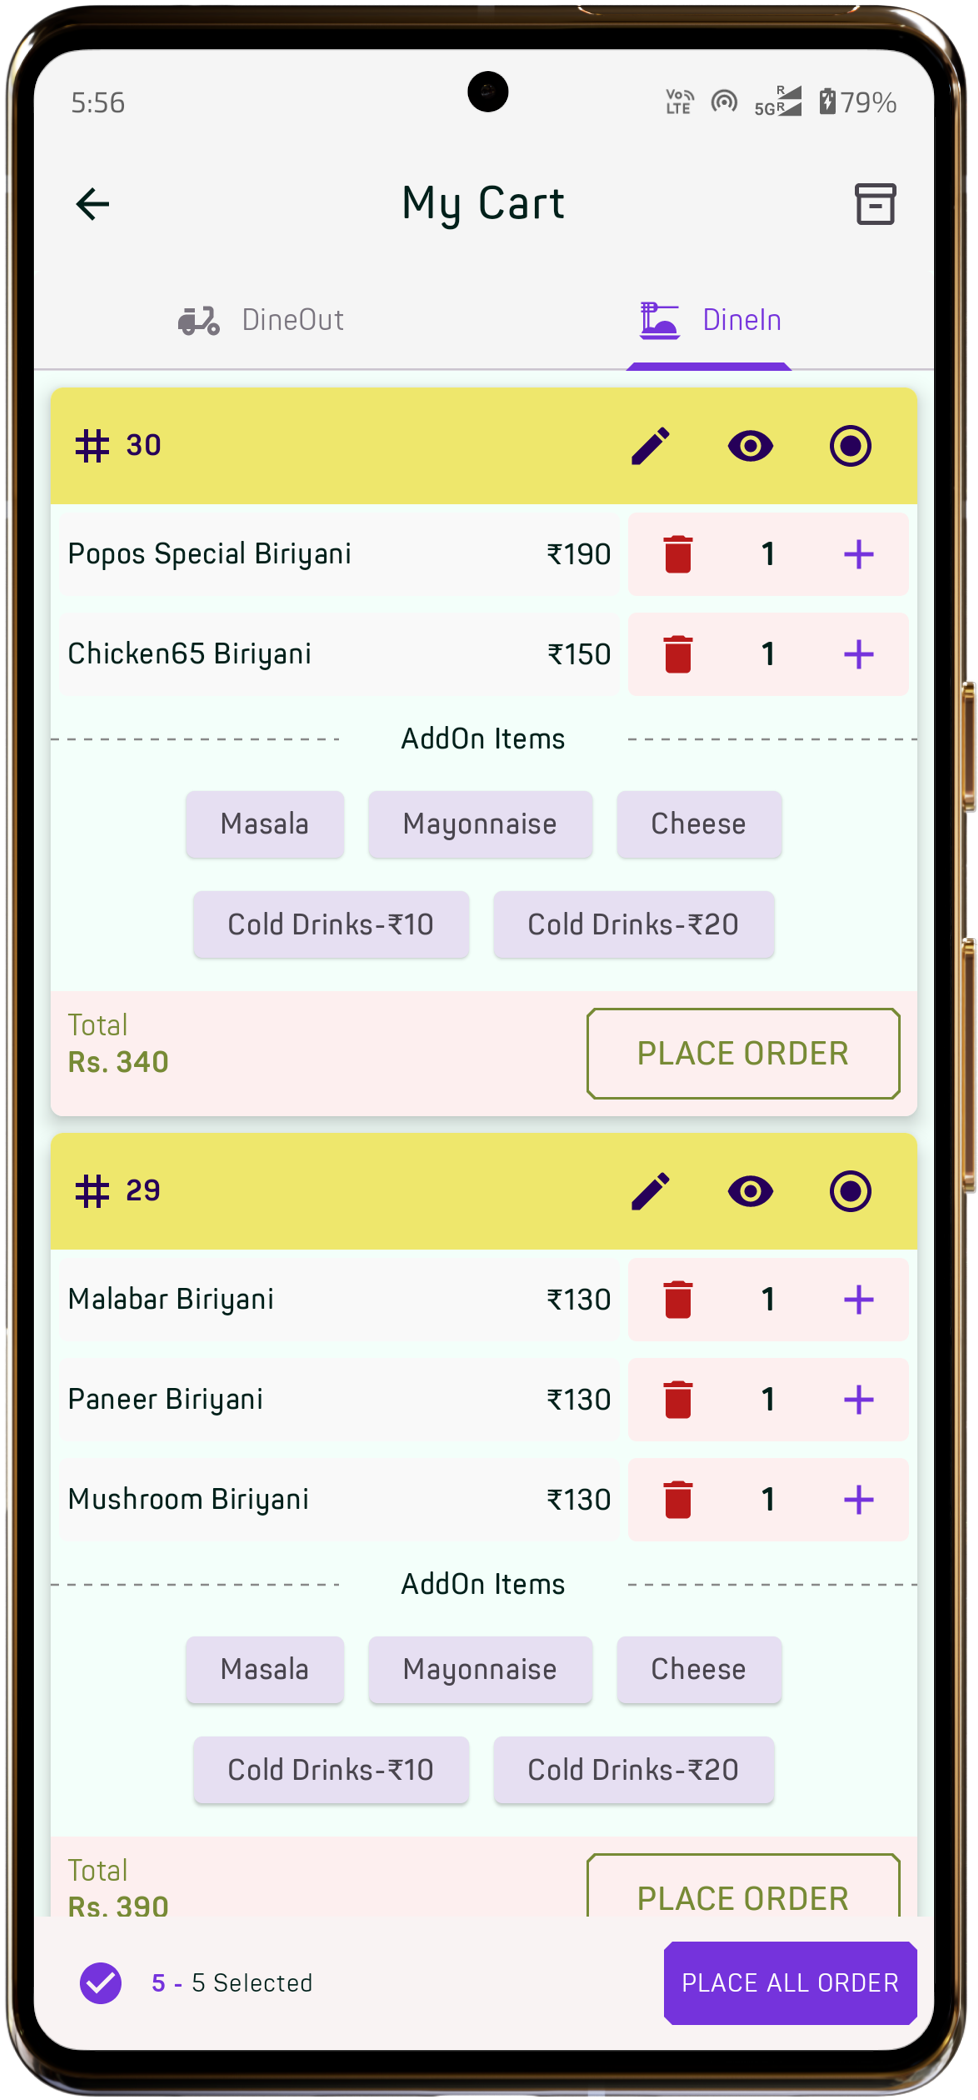 5:56
Vo LTE 5G R R 79%
My Cart
DineOut DineIn
# 30
Popos Special Biriyani ₹190 1 +
Chicken65 Biriyani ₹150 1 +
AddOn Items
Masala Mayonnaise Cheese
Cold Drinks-₹10 Cold Drinks-₹20
Total
Rs. 340
PLACE ORDER
# 29
Malabar Biriyani ₹130 1 +
Paneer Biriyani ₹130 1 +
Mushroom Biriyani ₹130 1 +
AddOn Items
Masala Mayonnaise Cheese
Cold Drinks-₹10 Cold Drinks-₹20
Total
Rs. 390
PLACE ORDER
5 - 5 Selected
PLACE ALL ORDER